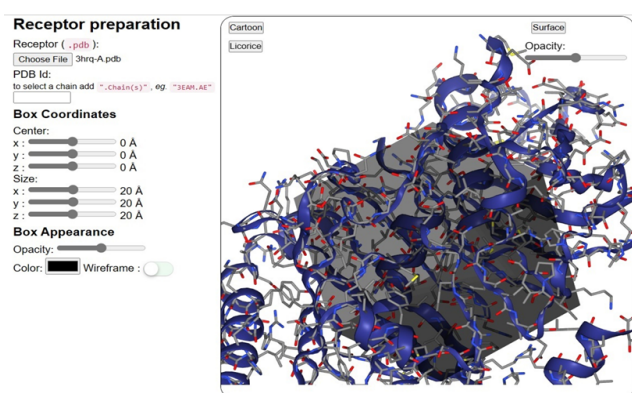 Receptor preparation
Receptor ( .pdb ):
Choose File 3hrq-A.pdb
PDB Id:
to select a chain add ".Chain(s)" , eg. "3EAM.AE"
Box Coordinates
Center:
x : 0 Å
y : 0 Å
z : 0 Å
Size:
x : 20 Å
y : 20 Å
z : 20 Å
Box Appearance
Opacity:
Color: Wireframe :
Cartoon
Licorice
Surface
Opacity: